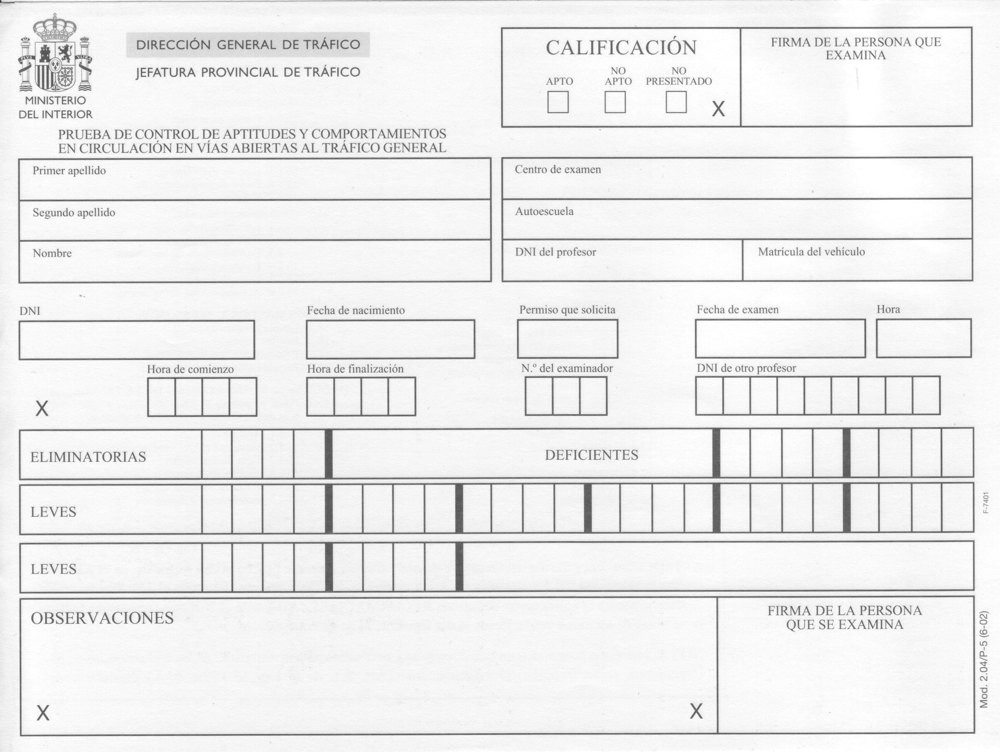 PLVS VLTRA
MINISTERIO
DEL INTERIOR
DIRECCIÓN GENERAL DE TRÁFICO
JEFATURA PROVINCIAL DE TRÁFICO
CALIFICACIÓN
APTO
NO
APTO
NO
PRESENTADO
X
FIRMA DE LA PERSONA QUE
EXAMINA
PRUEBA DE CONTROL DE APTITUDES Y COMPORTAMIENTOS
EN CIRCULACIÓN EN VÍAS ABIERTAS AL TRÁFICO GENERAL
Primer apellido
Segundo apellido
Nombre
Centro de examen
Autoescuela
DNI del profesor
Matrícula del vehículo
DNI
Fecha de nacimiento
Permiso que solicita
Fecha de examen
Hora
X
Hora de comienzo
Hora de finalización
N.º del examinador
DNI de otro profesor
ELIMINATORIAS
DEFICIENTES
LEVES
LEVES
OBSERVACIONES
X
X
FIRMA DE LA PERSONA
QUE SE EXAMINA
F-7401
Mod. 2.04/P-5 (6-02)